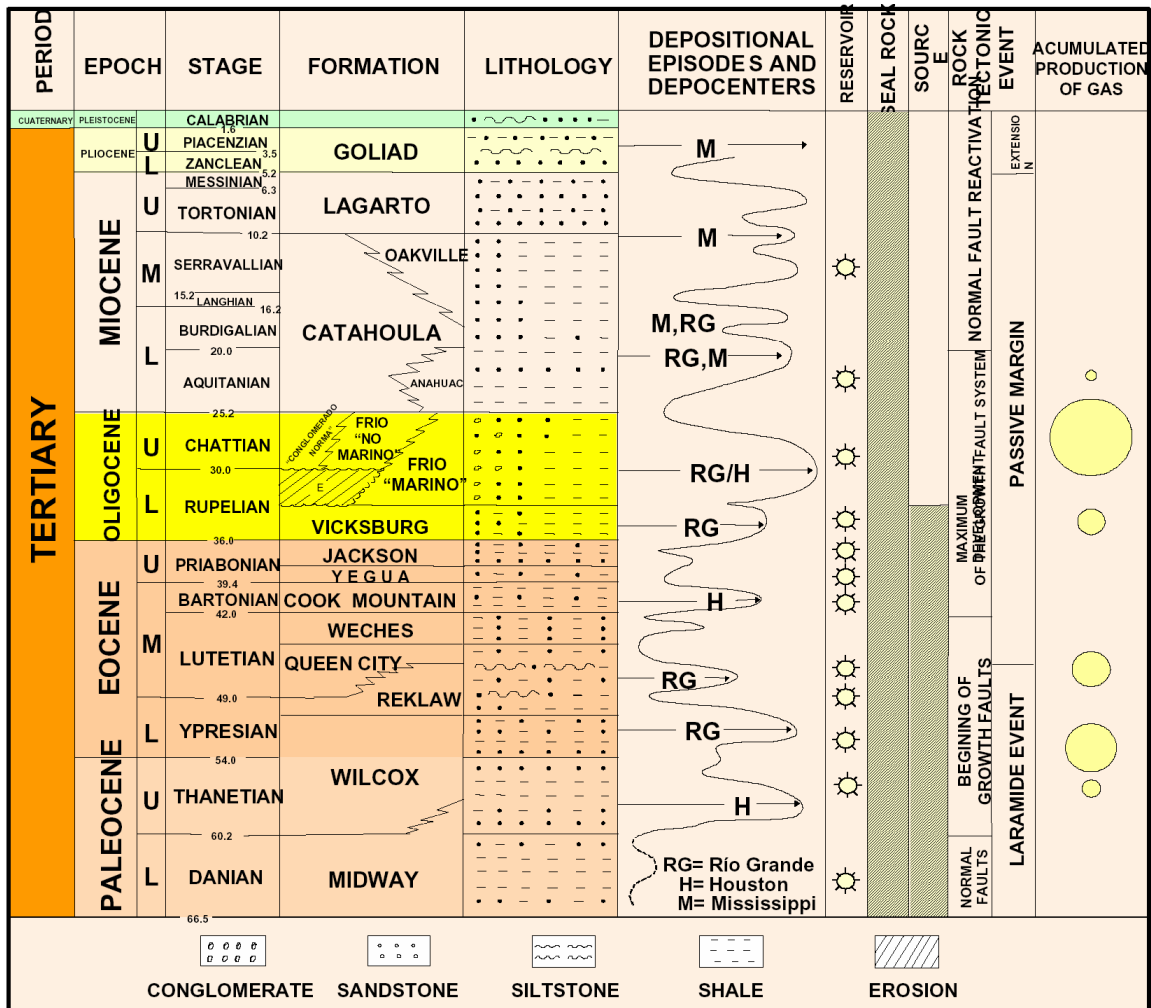 PERIOD
EPOCH
STAGE
FORMATION
LITHOLOGY
DEPOSITIONAL
EPISODES AND
DEPOCENTERS
RESERVOIR
SEAL ROCK
SOURC
E
ROCK
TECTONIC
EVENT
ACUMULATED
PRODUCTION
OF GAS
CUATERNARY
PLEISTOCENE
CALABRIAN
1.6
TERTIARY
PLIOCENE
U
PIACENZIAN
3.5
L
ZANCLEAN
5.2
GOLIAD
M
EXTENSIO
N
MIOCENE
MESSINIAN
6.3
U
TORTONIAN
LAGARTO
10.2
M
M
SERRAVALLIAN
OAKVILLE
15.2
LANGHIAN
16.2
BURDIGALIAN
CATAHOULA
M,RG
20.0
L
RG,M
AQUITANIAN
ANAHUAC
25.2
NORMAL FAULT REACTIVATION
PASSIVE MARGIN
OLIGOCENE
U
CHATTIAN
"CONGLOMERADO
NORMA"
FRIO
"NO
MARINO"
FRIO
"MARINO"
30.0
RG/H
E
L
RUPELIAN
VICKSBURG
RG
36.0
MAXIMUM
DEVELOPMENT
OF THE GROWTH FAULT SYSTEM
EOCENE
U
PRIABONIAN
JACKSON
YEGUA
39.4
BARTONIAN
COOK MOUNTAIN
H
42.0
WECHES
M
LUTETIAN
QUEEN CITY
RG
REKLAW
49.0
L
YPRESIAN
RG
54.0
BEGINING OF
GROWTH FAULTS
LARAMIDE EVENT
PALEOCENE
WILCOX
U
THANETIAN
H
60.2
L
DANIAN
MIDWAY
66.5
NORMAL
FAULTS
RG= Río Grande
H= Houston
M= Mississippi
CONGLOMERATE
SANDSTONE
SILTSTONE
SHALE
EROSION